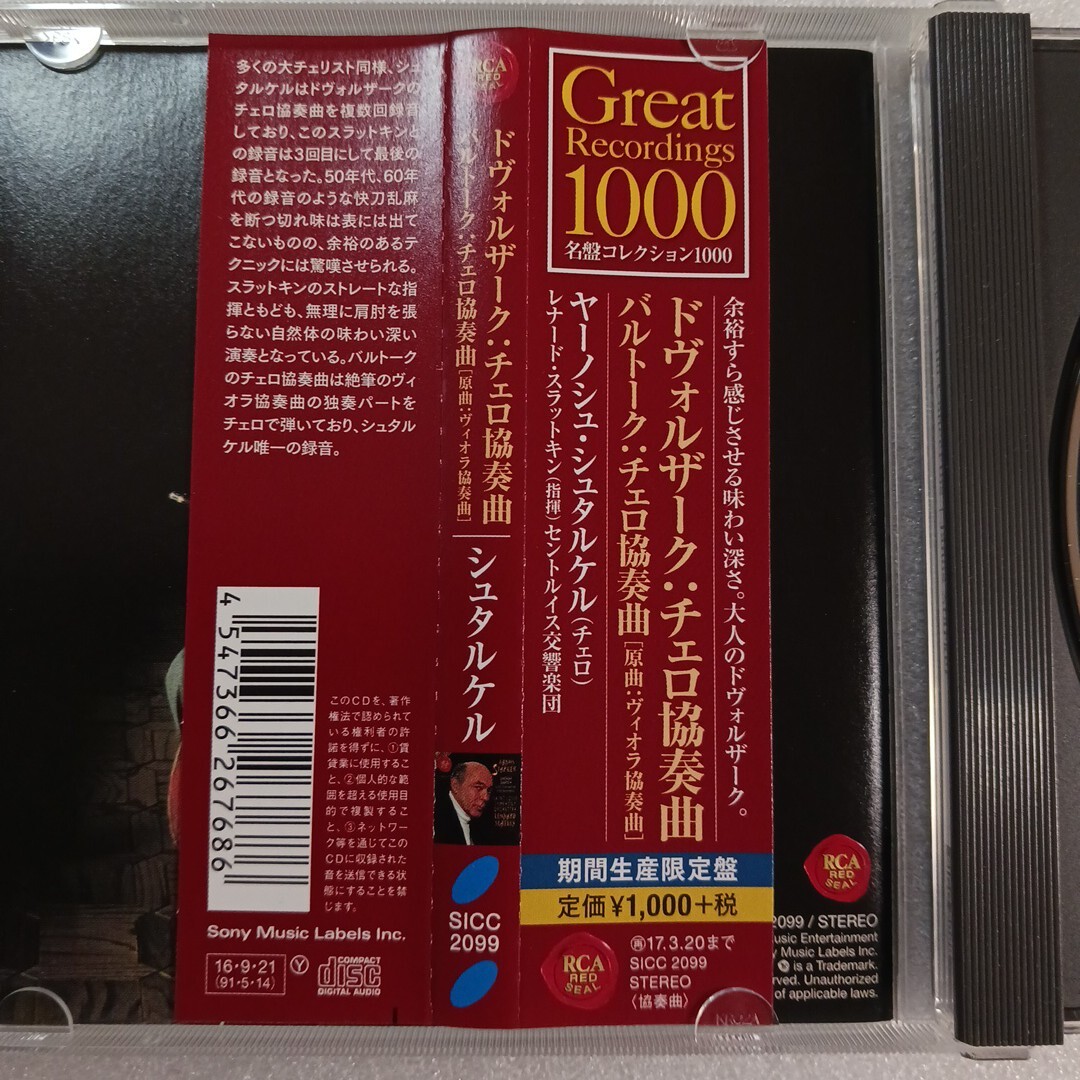 多くの大チェリスト同様、シュ
タルケルはドヴォルザークの
チェロ協奏曲を複数回録音
しており、このスラットキンと
の録音は3回目にして最後の
録音となった。50年代、60年
代の録音のような快刀乱麻
を断つ切れ味は表には出て
こないものの、余裕のあるテ
クニックには驚嘆させられる。
スラットキンのストレートな指
揮ともども、無理に肩肘を張
らない自然体の味わい深い
演奏となっている。バルトーク
のチェロ協奏曲は絶筆のヴィ
オラ協奏曲の独奏パートを
チェロで弾いており、シュタル
ケル唯一の録音。
4 547366 267686
このCDを、著作
権法で認められて
いる権利者の許
諾を得ずに、①賃
貸業に使用するこ
と、②個人的な範
囲を超える使用目
的で複製するこ
と、③ネットワー
ク等を通じてこの
CDに収録された
音を送信できる状
態にすることを禁
じます。
Sony Music Labels Inc.
16・9・21
(91・5・14)
Y
COMPACT
disc
DIGITAL AUDIO
RCA
RED
SEAL
ドヴォルザーク：チェロ協奏曲
バルトーク：チェロ協奏曲［原曲：ヴィオラ協奏曲］
シュタルケル
SICC
2099
Great
Recordings
1000
名盤コレクション1000
余裕すら感じさせる味わい深さ。大人のドヴォルザーク。
ドヴォルザーク：チェロ協奏曲
バルトーク：チェロ協奏曲［原曲：ヴィオラ協奏曲］
ヤーノシュ・シュタルケル（チェロ）
レナード・スラットキン（指揮）セントルイス交響楽団
期間生産限定盤
定価¥1,000+税
RCA
RED
SEAL
再17.3.20まで
SICC 2099
STEREO
〈協奏曲〉
RCA
RED
SEAL
2099 / STEREO
usic Entertainment
Music Labels Inc.
is a Trademark.
rved. Unauthorized
of applicable laws.